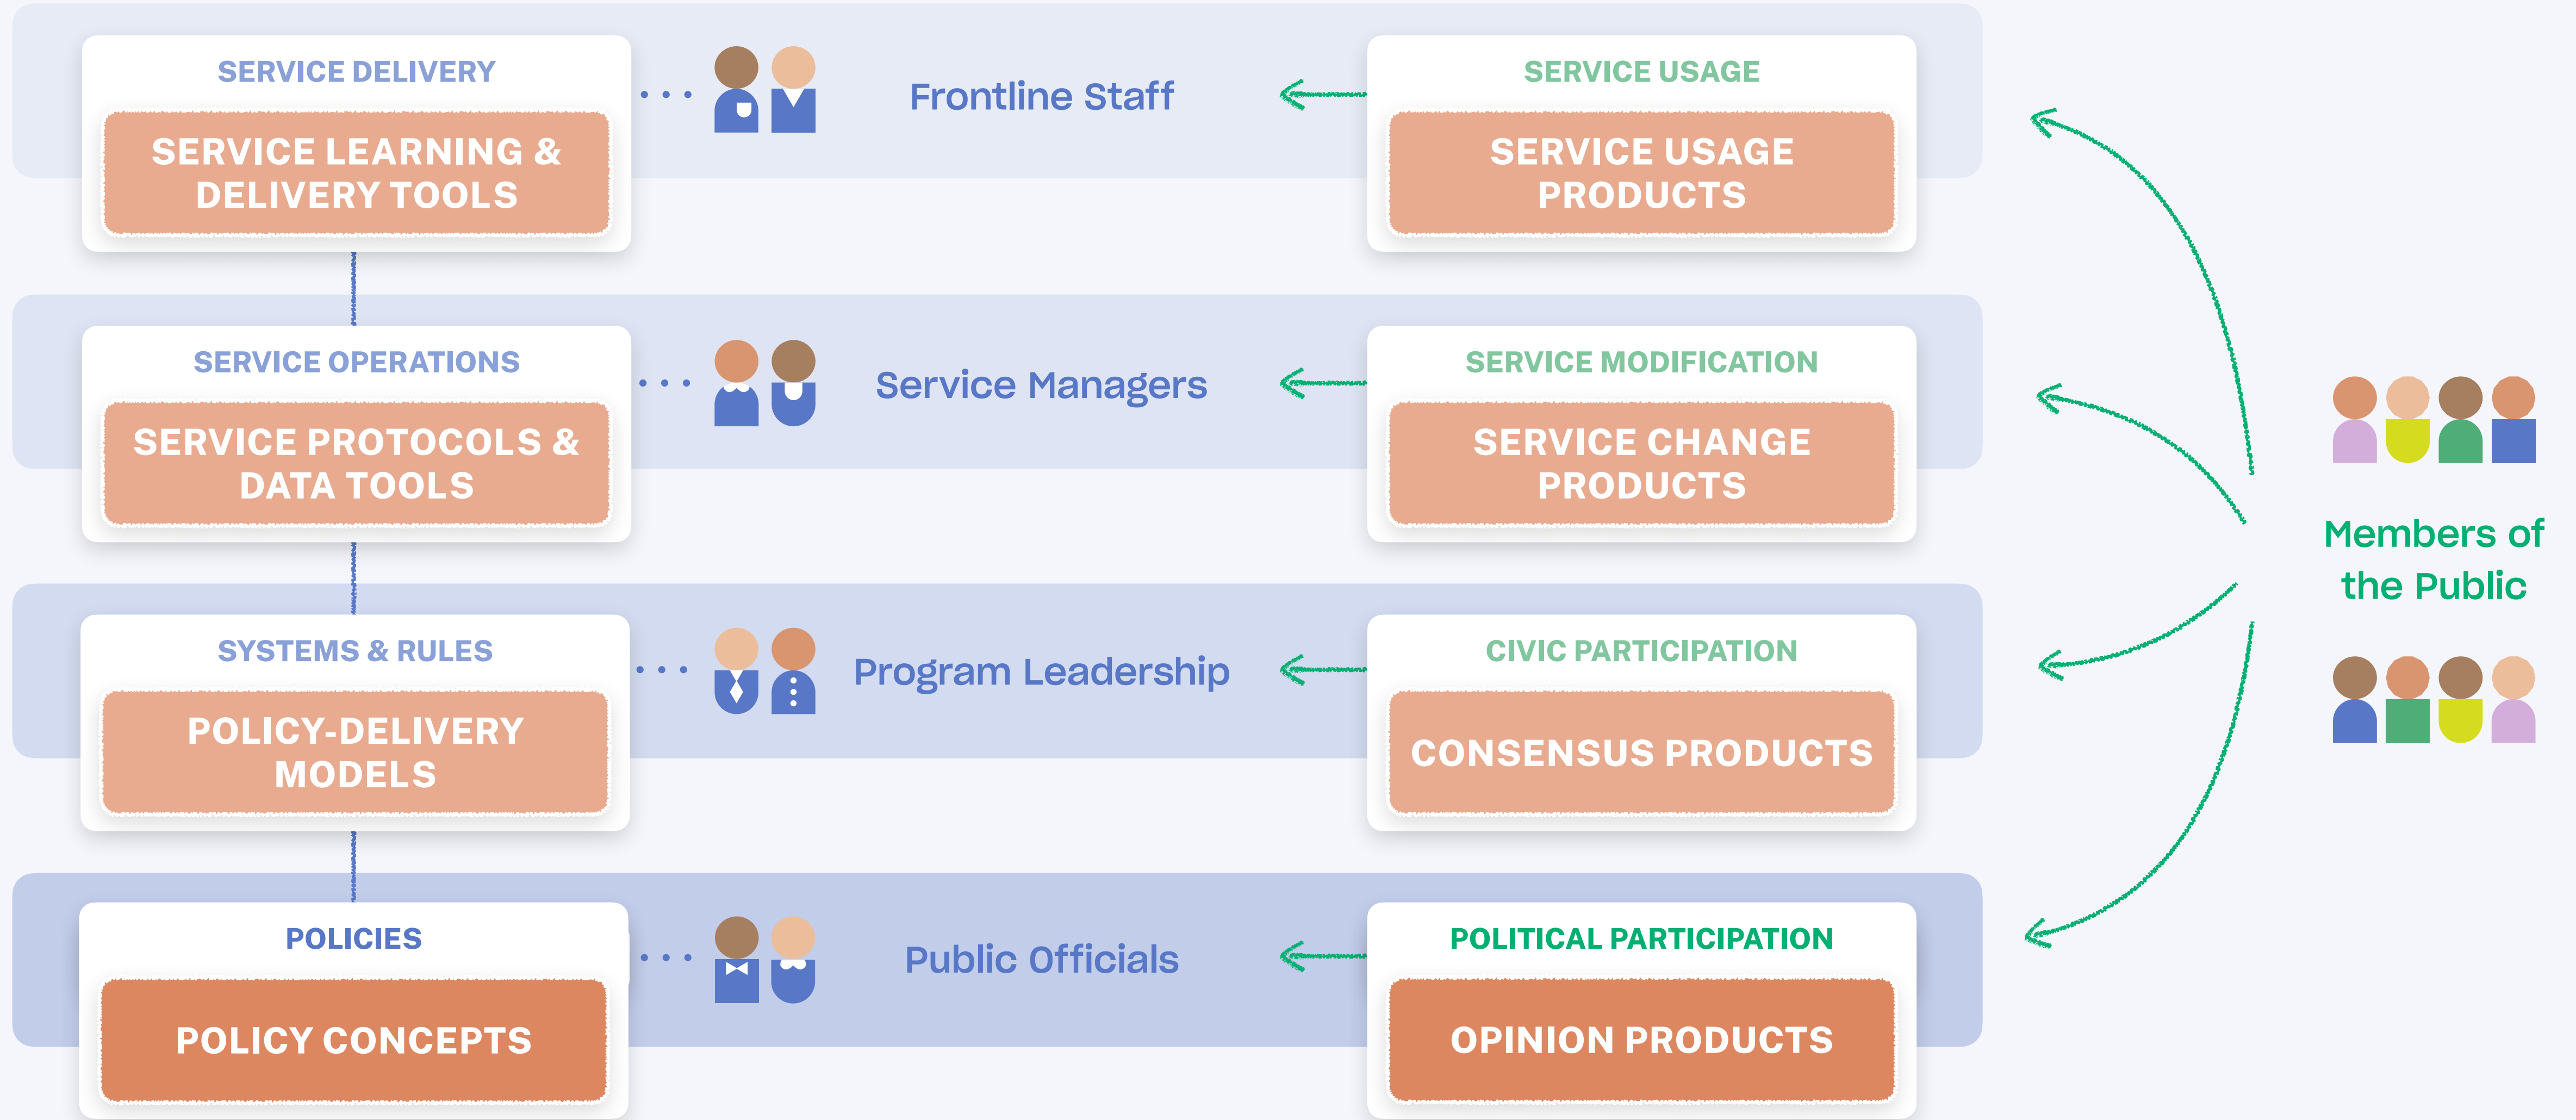 SERVICE DELIVERY
SERVICE LEARNING &
DELIVERY TOOLS
Frontline Staff
SERVICE USAGE
SERVICE USAGE
PRODUCTS
SERVICE OPERATIONS
SERVICE PROTOCOLS &
DATA TOOLS
Service Managers
SERVICE MODIFICATION
SERVICE CHANGE
PRODUCTS
Members of
the Public
SYSTEMS & RULES
POLICY-DELIVERY
MODELS
Program Leadership
CIVIC PARTICIPATION
CONSENSUS PRODUCTS
POLICIES
POLICY CONCEPTS
Public Officials
POLITICAL PARTICIPATION
OPINION PRODUCTS